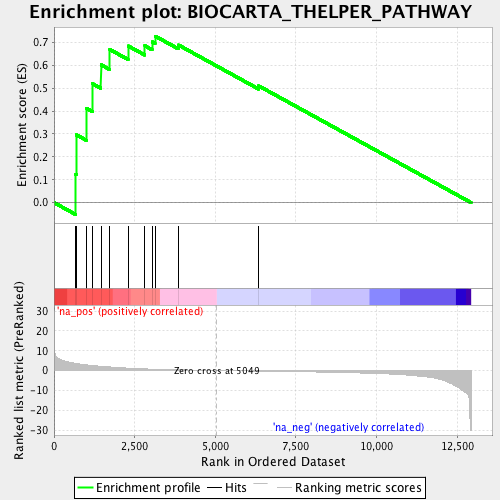 Enrichment plot: BIOCARTA_THELPER_PATHWAY
Enrichment score (ES)
0.7
0.6
0.5
0.4
0.3
0.2
0.1
0.0
'na_pos' (positively correlated)
Ranked list metric (PreRanked)
30
20
10
0
-10
-20
-30
Zero cross at 5049
'na_neg' (negatively correlated)
0
2,500
5,000
7,500
10,000
12,500
Rank in Ordered Dataset
Enrichment profile
Hits
Ranking metric scores